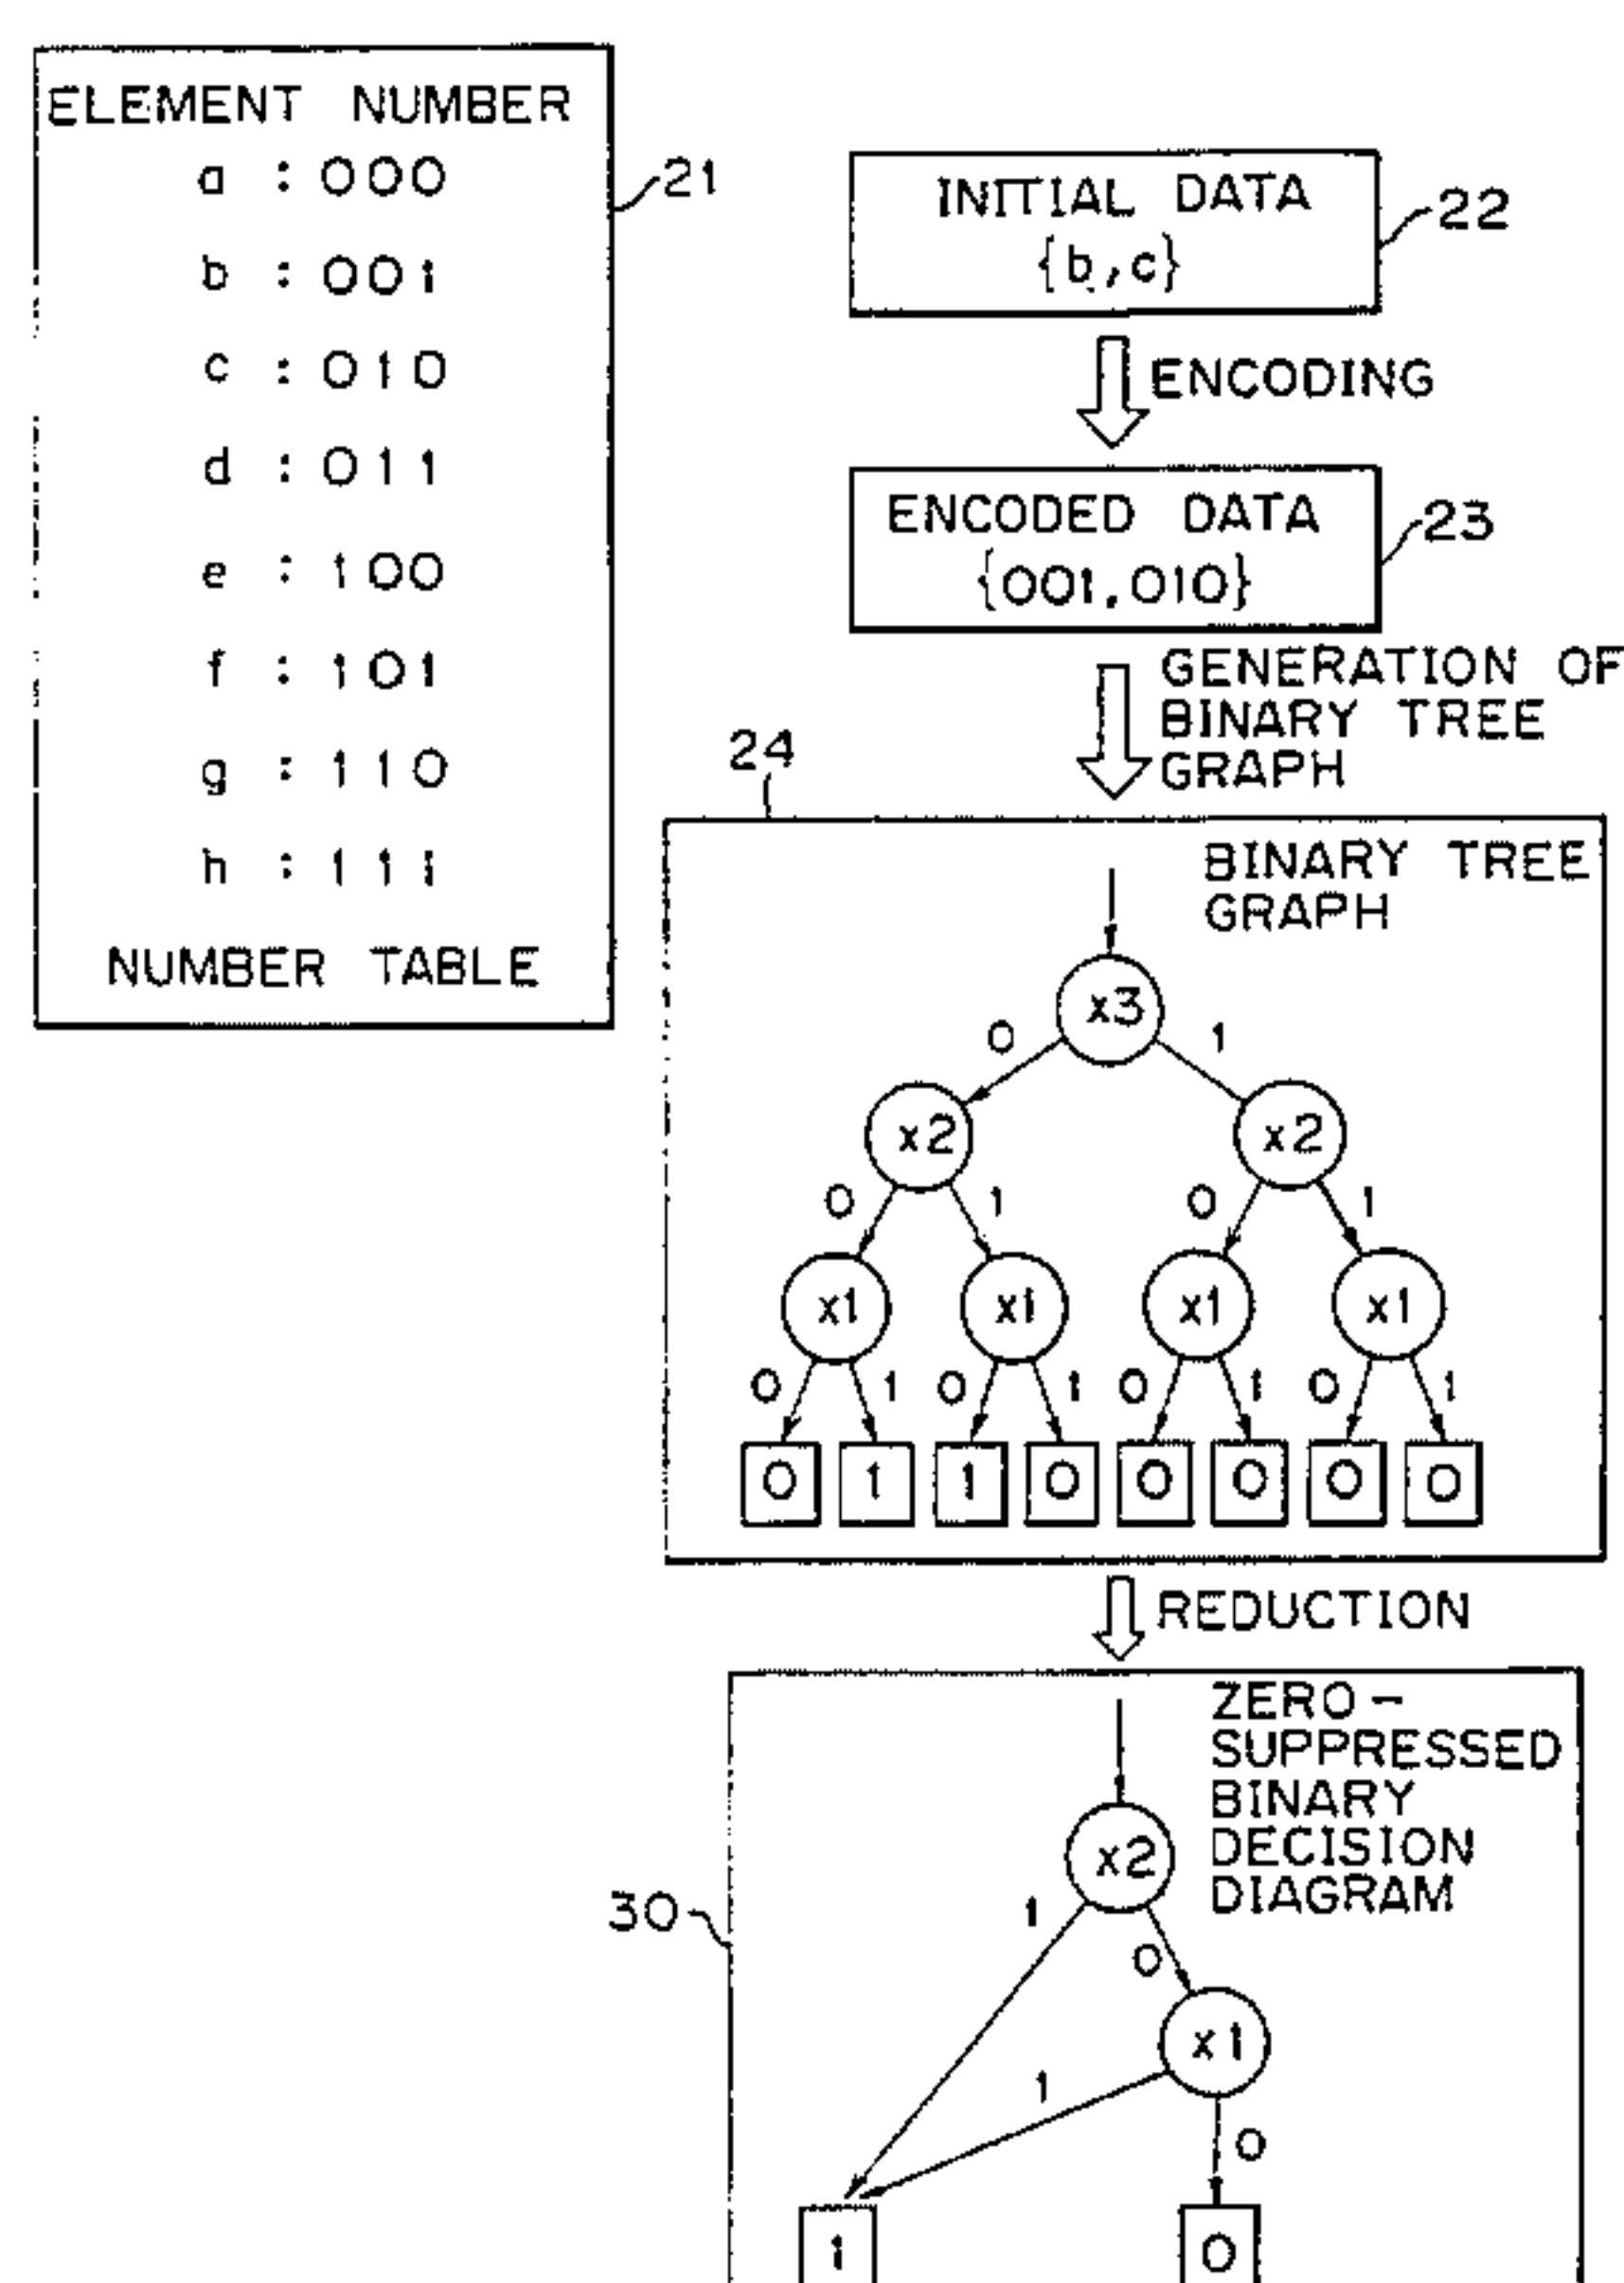 ELEMENT NUMBER
a : 000
b : 001
c : 010
d : 011
e : 100
f : 101
g : 110
h : 111
NUMBER TABLE
21
INITIAL DATA
{b,c}
22
ENCODING
ENCODED DATA
{001,010}
23
GENERATION OF
BINARY TREE
GRAPH
24
BINARY TREE
GRAPH
x3
0 1
x2 x2
0 1 0 1
x1 x1 x1 x1
0 1 0 1 0 1 0 1
0 1 1 0 0 0 0 0
REDUCTION
ZERO-
SUPPRESSED
BINARY
DECISION
DIAGRAM
30
x2
1 0
x1
1 0
1 0